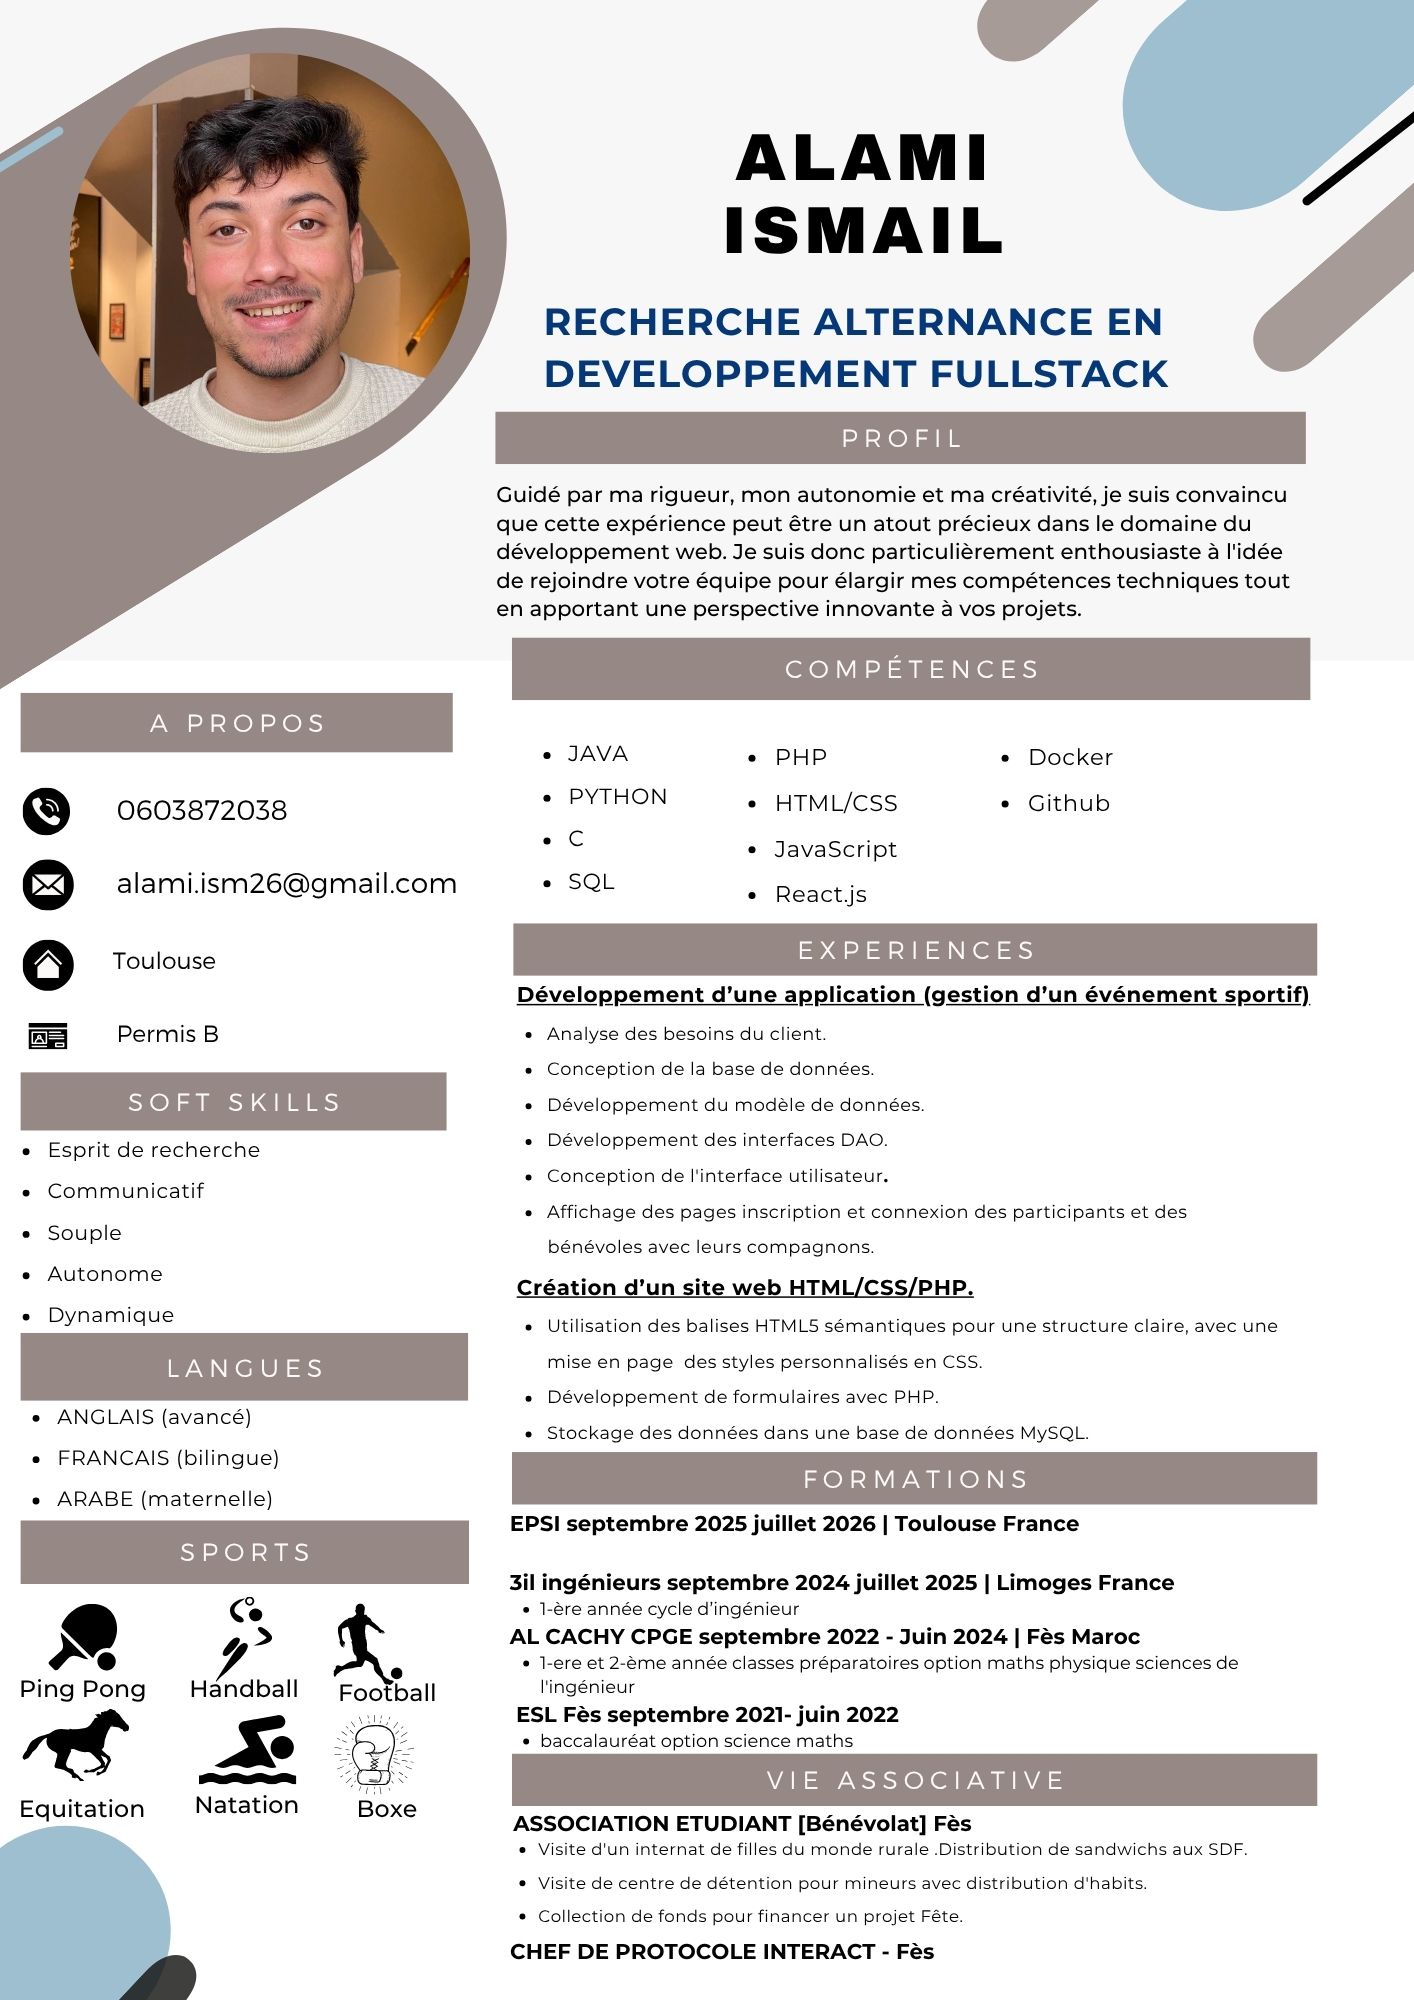 ALAMI
ISMAIL
RECHERCHE ALTERNANCE EN
DEVELOPPEMENT FULLSTACK
PROFIL
Guidé par ma rigueur, mon autonomie et ma créativité, je suis convaincu
que cette expérience peut être un atout précieux dans le domaine du
développement web. Je suis donc particulièrement enthousiaste à l'idée
de rejoindre votre équipe pour élargir mes compétences techniques tout
en apportant une perspective innovante à vos projets.
A PROPOS
0603872038
alami.ism26@gmail.com
Toulouse
Permis B
SOFT SKILLS
• Esprit de recherche
• Communicatif
• Souple
• Autonome
• Dynamique
LANGUES
• ANGLAIS (avancé)
• FRANCAIS (bilingue)
• ARABE (maternelle)
SPORTS
Ping Pong
Handball
Football
Equitation
Natation
Boxe
COMPÉTENCES
• JAVA
• PYTHON
• C
• SQL
• PHP
• HTML/CSS
• JavaScript
• React.js
• Docker
• Github
EXPERIENCES
Développement d’une application (gestion d’un événement sportif)
• Analyse des besoins du client.
• Conception de la base de données.
• Développement du modèle de données.
• Développement des interfaces DAO.
• Conception de l'interface utilisateur.
• Affichage des pages inscription et connexion des participants et des
bénévoles avec leurs compagnons.
Création d’un site web HTML/CSS/PHP.
• Utilisation des balises HTML5 sémantiques pour une structure claire, avec une
mise en page  des styles personnalisés en CSS.
• Développement de formulaires avec PHP.
• Stockage des données dans une base de données MySQL.
FORMATIONS
EPSI septembre 2025 juillet 2026 | Toulouse France
3il ingénieurs septembre 2024 juillet 2025 | Limoges France
• 1-ère année cycle d’ingénieur
AL CACHY CPGE septembre 2022 - Juin 2024 | Fès Maroc
• 1-ere et 2-ème année classes préparatoires option maths physique sciences de
l'ingénieur
ESL Fès septembre 2021- juin 2022
• baccalauréat option science maths
VIE ASSOCIATIVE
ASSOCIATION ETUDIANT [Bénévolat] Fès
• Visite d'un internat de filles du monde rurale .Distribution de sandwichs aux SDF.
• Visite de centre de détention pour mineurs avec distribution d'habits.
• Collection de fonds pour financer un projet Fête.
CHEF DE PROTOCOLE INTERACT - Fès